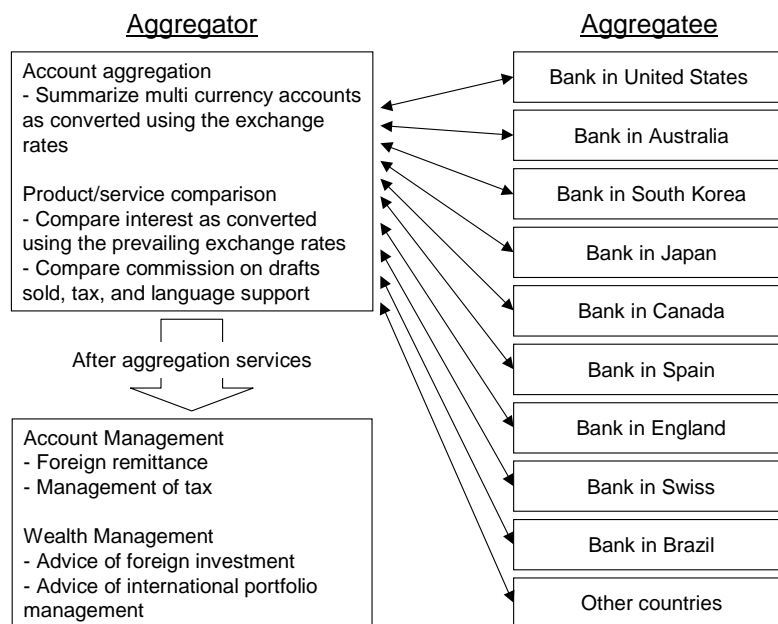 Aggregator
Account aggregation
- Summarize multi currency accounts
as converted using the exchange
rates
Product/service comparison
- Compare interest as converted
using the prevailing exchange rates
- Compare commission on drafts
sold, tax, and language support
After aggregation services
Account Management
- Foreign remittance
- Management of tax
Wealth Management
- Advice of foreign investment
- Advice of international portfolio
management
Aggregatee
Bank in United States
Bank in Australia
Bank in South Korea
Bank in Japan
Bank in Canada
Bank in Spain
Bank in England
Bank in Swiss
Bank in Brazil
Other countries